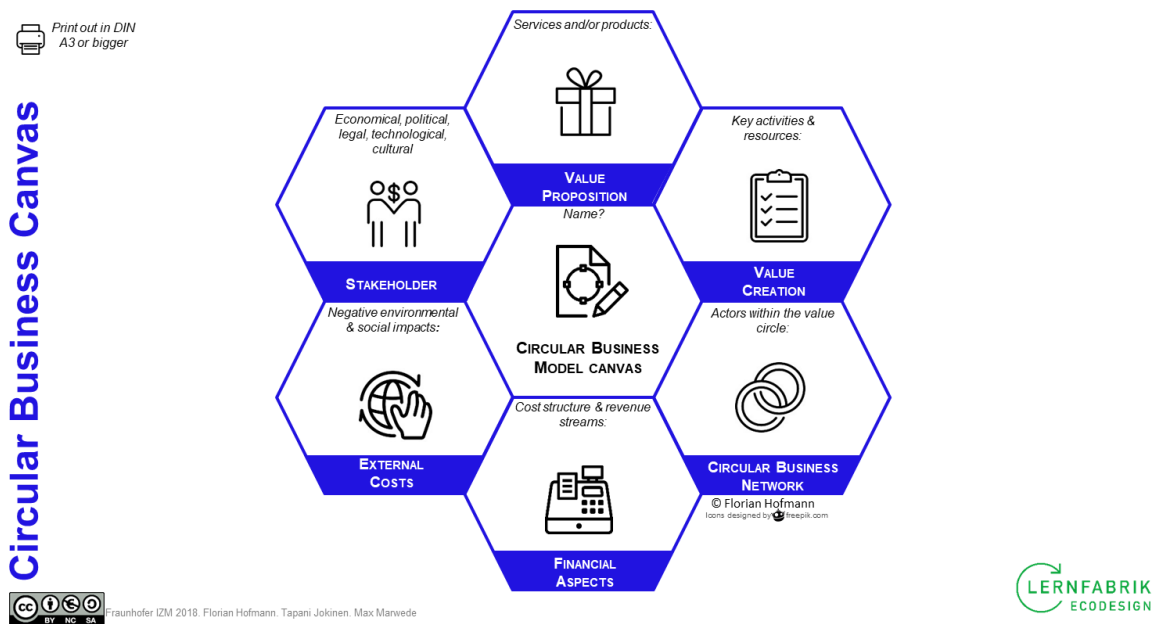 Print out in DIN
A3 or bigger
Circular Business Canvas
Services and/or products:
VALUE
PROPOSITION
Economical, political,
legal, technological,
cultural
$
STAKEHOLDER
Key activities &
resources:
VALUE
CREATION
Name?
CIRCULAR BUSINESS
MODEL CANVAS
Negative environmental
& social impacts:
EXTERNAL
COSTS
Actors within the value
circle:
CIRCULAR BUSINESS
NETWORK
Cost structure & revenue
streams:
FINANCIAL
ASPECTS
© Florian Hofmann
Icons designed by freepik.com
cc
BY NC SA
Fraunhofer IZM 2018. Florian Hofmann. Tapani Jokinen. Max Marwede
LERNFABRIK
ECODESIGN